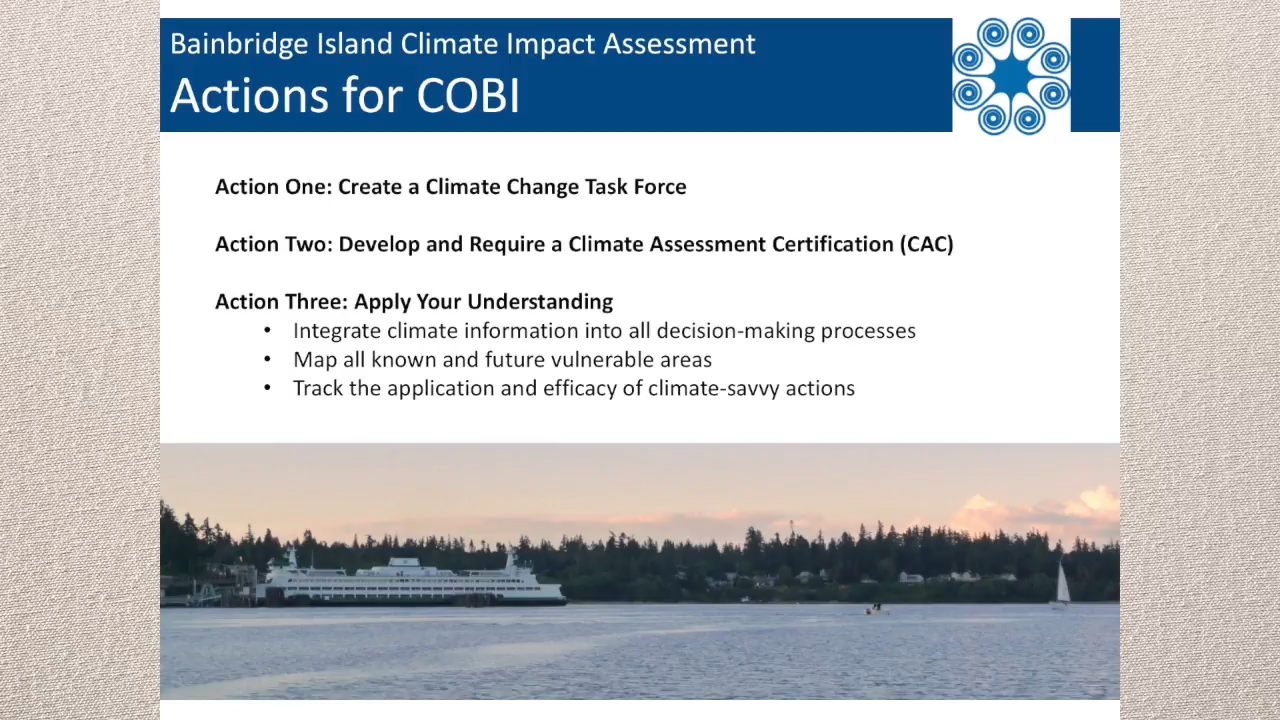 Bainbridge Island Climate Impact Assessment
Actions for COBI
Action One: Create a Climate Change Task Force
Action Two: Develop and Require a Climate Assessment Certification (CAC)
Action Three: Apply Your Understanding
• Integrate climate information into all decision-making processes
• Map all known and future vulnerable areas
• Track the application and efficacy of climate-savvy actions